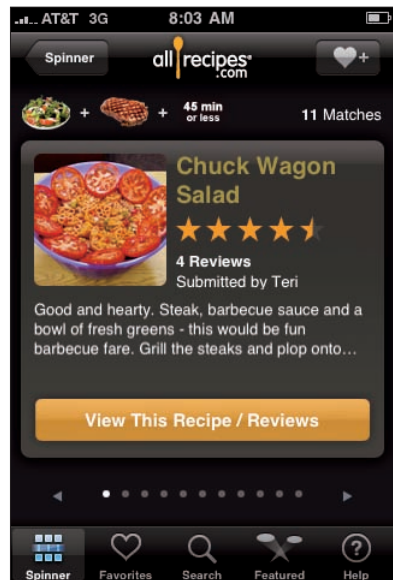 AT&T 3G 8:03 AM
Spinner
allrecipes
.com
+
+ + 45 min
or less
11 Matches
Chuck Wagon
Salad
4 Reviews
Submitted by Teri
Good and hearty. Steak, barbecue sauce and a
bowl of fresh greens - this would be fun
barbecue fare. Grill the steaks and plop onto…
View This Recipe / Reviews
Spinner Favorites Search Featured Help